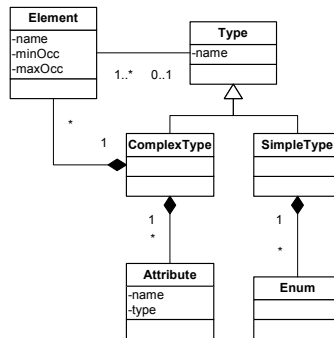 Element
-name
-minOcc
-maxOcc
Type
-name
1..*
0..1
*
1
ComplexType
SimpleType
1
*
1
*
Attribute
-name
-type
Enum